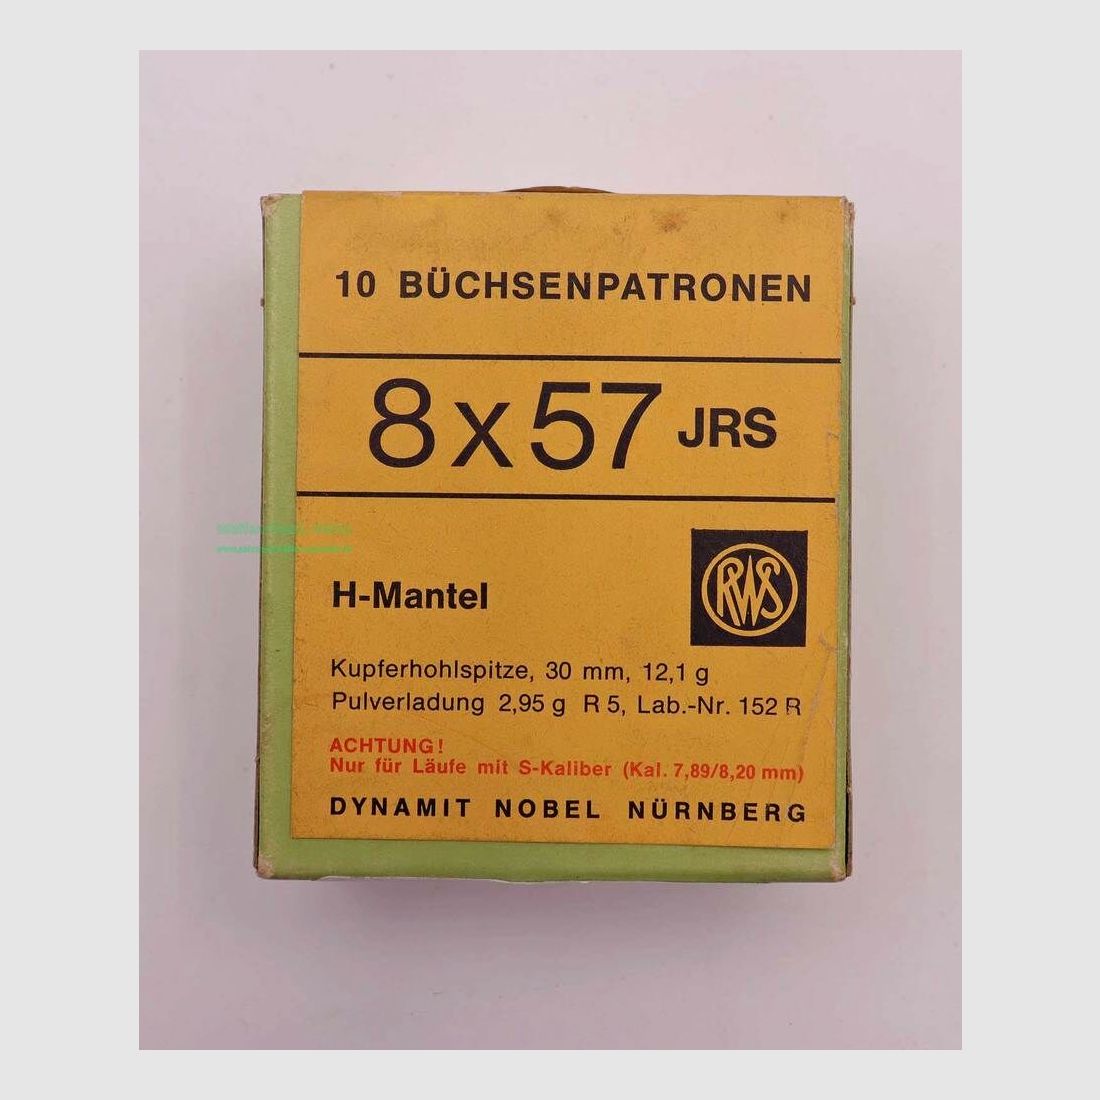 10 BÜCHSENPATRONEN
8 x 57 JRS
H-Mantel
RWS
Kupferhohlspitze, 30 mm, 12,1 g
Pulverladung 2,95 g R 5, Lab.-Nr. 152 R
ACHTUNG!
Nur für Läufe mit S-Kaliber (Kal. 7,89/8,20 mm)
DYNAMIT NOBEL NÜRNBERG